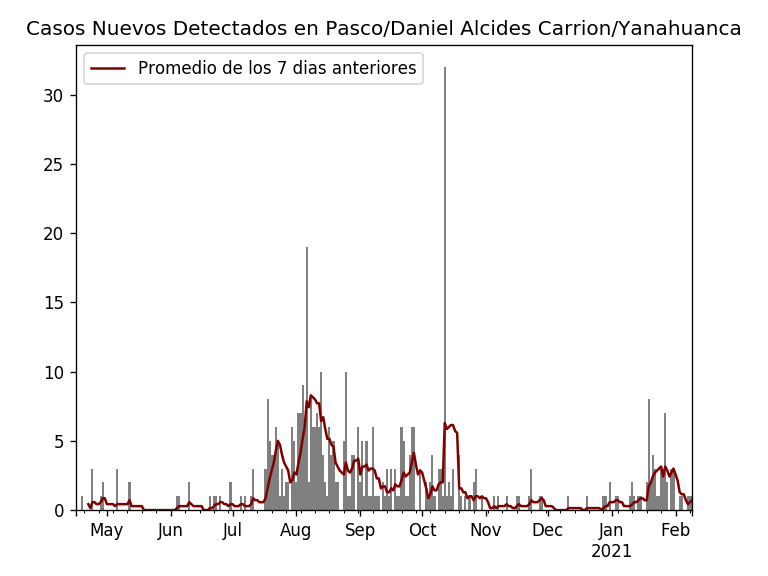 Casos Nuevos Detectados en Pasco/Daniel Alcides Carrion/Yanahuanca
Promedio de los 7 dias anteriores
30
25
20
15
10
5
0
May Jun Jul Aug Sep Oct Nov Dec Jan Feb
2021